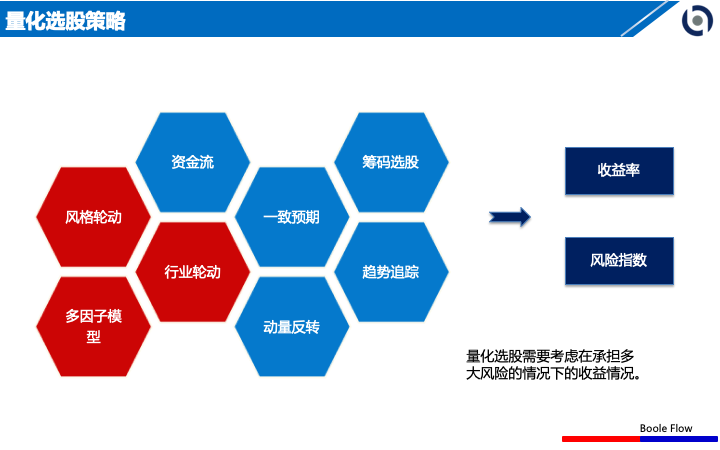 量化选股策略
资金流
筹码选股
风格轮动
一致预期
行业轮动
趋势追踪
多因子模
型
动量反转
收益率
风险指数
量化选股需要考虑在承担多
大风险的情况下的收益情况。
Boole Flow